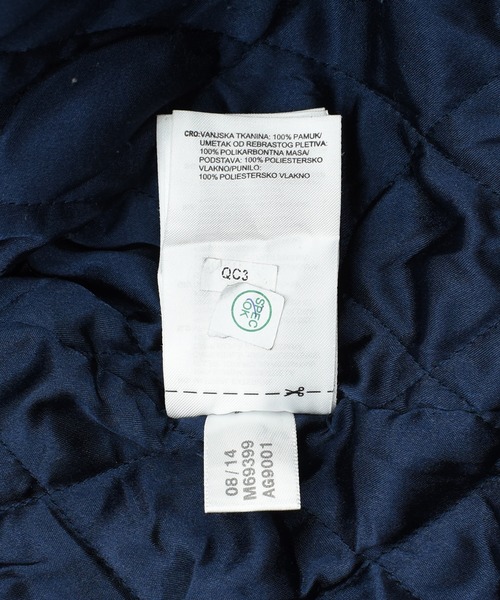 CRO:VANJSKA TKANINA: 100% PAMUK/
UMETAK OD REBRASTOG PLETIVA:
100% POLIKARBONTNA MASA/
PODSTAVA: 100% POLIESTERSKO
VLAKNO/PUNILO:
100% POLIESTERSKO VLAKNO
QC3
SPEC
OK
08/14
M69399
AG9001